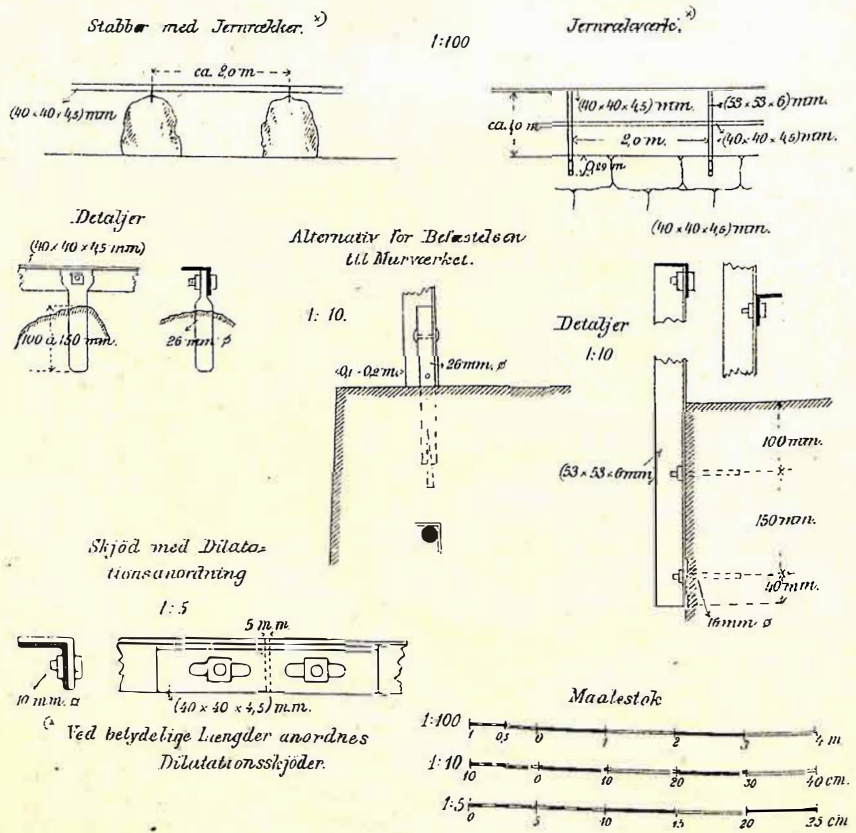 Stabber med Jernrækker. x)
1:100
Jernrækværk. x)
ca. 2,0 m
(40 x 40 x 4,5) mm
(40 x 40 x 4,5) mm.
(53 x 53 x 6) mm.
ca. 1,0 m
2,0 m.
(40 x 40 x 4,5) mm.
0,29 m
Detaljer
(40 x 40 x 4,5 mm)
100 à 150 mm.
26 mm ø
Alternativ for Befæstelsen
til Murværket.
1:10.
0,1 - 0,2 m.
26 mm. ø
(40 x 40 x 4,5) mm.
Detaljer
1:10
(53 x 53 x 6 mm)
100 mm.
150 mm.
40 mm.
16 mm ø
Skjöd med Dilata=
tionsanordning
1:5
5 m m.
10 mm. ø
(40 x 40 x 4,5) m.m.
x) Ved betydelige Længder anordnes
Dilatationsskjöder.
Maalestok
1:100
1 0,5 0 1 2 3 4 m
1:10
10 0 10 20 30 40 cm.
1:5
0 5 10 15 20 25 cm